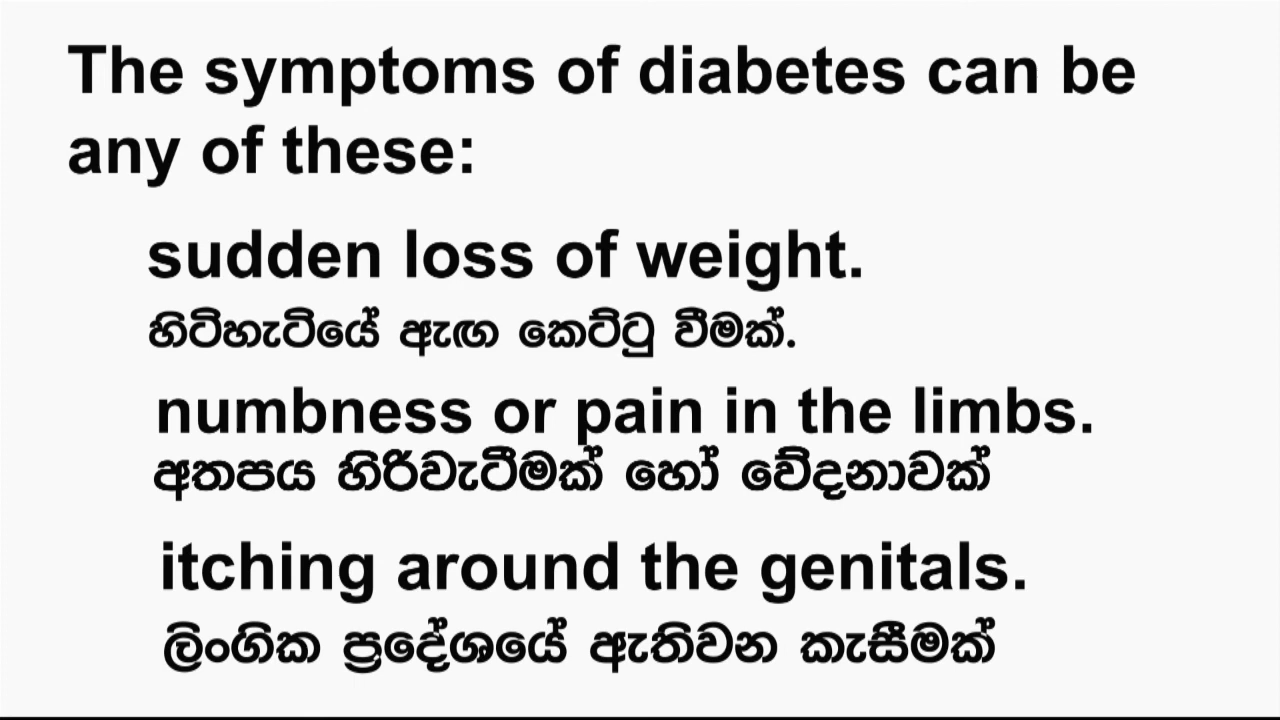 The symptoms of diabetes can be
any of these:
sudden loss of weight.
හිටිහැටියේ ඇඟ කෙට්ටු වීමක්.
numbness or pain in the limbs.
අතපය හිරිවැටීමක් හෝ වේදනාවක්
itching around the genitals.
ලිංගික ප්‍රදේශයේ ඇතිවන කැසීමක්